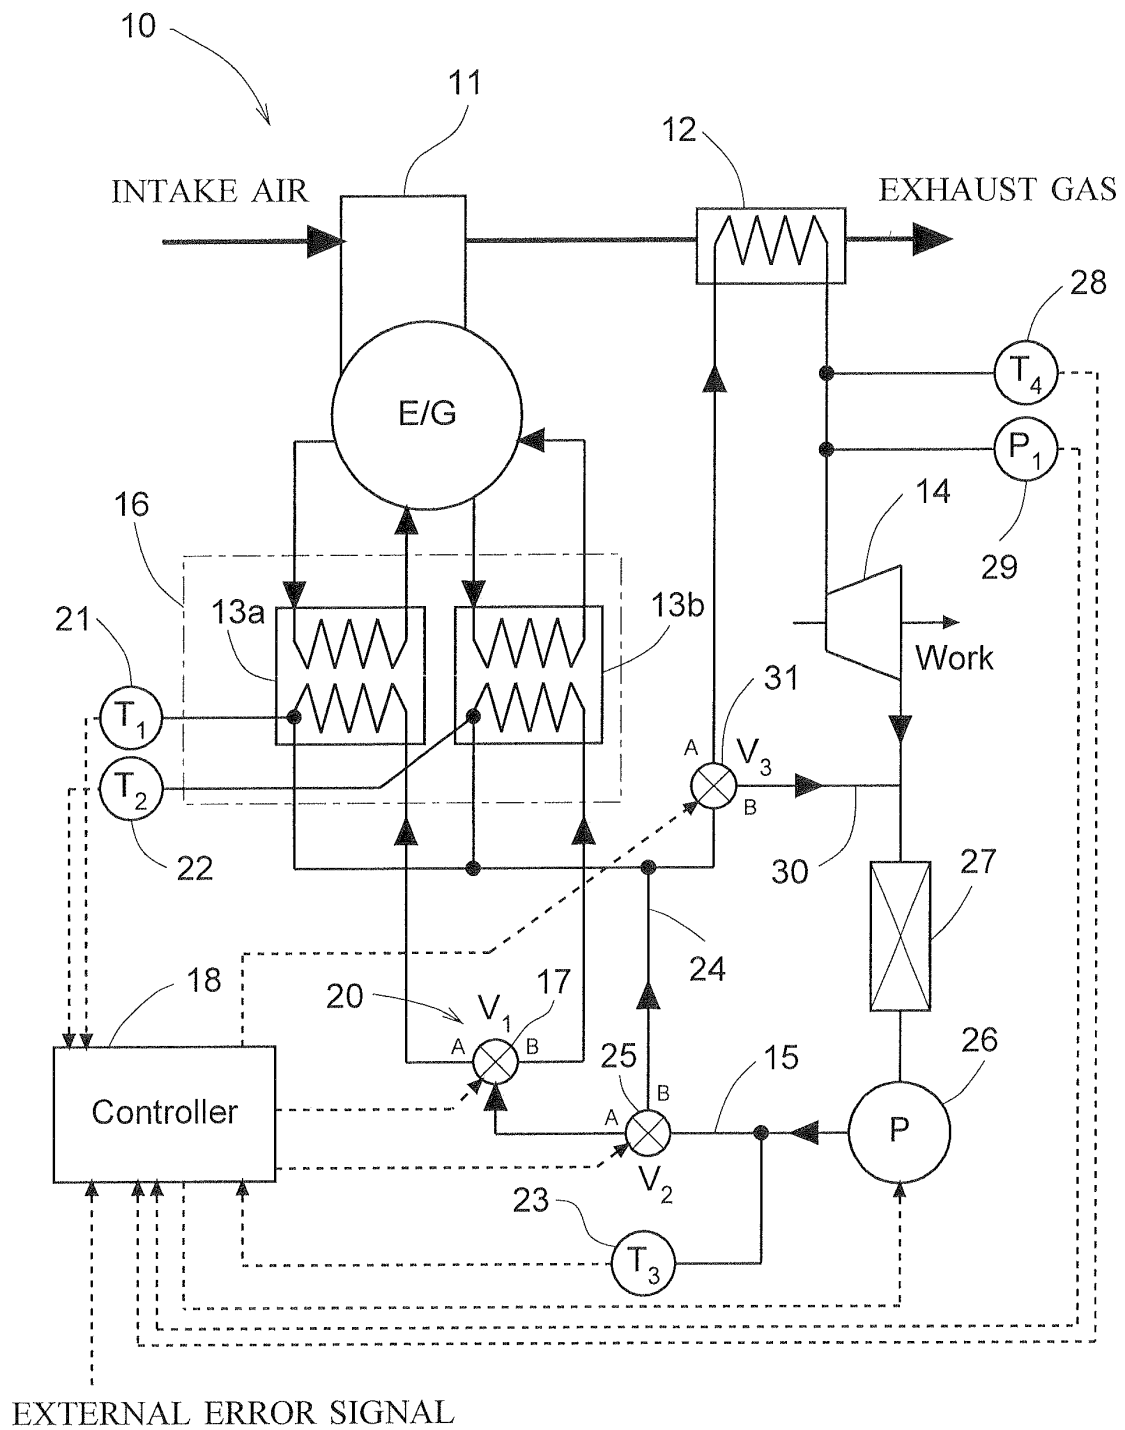 10
11
12
INTAKE AIR
EXHAUST GAS
28
T4
E/G
P1
14
16
29
21
13a
13b
Work
T1
31
A
V3
B
T2
22
30
27
18
24
20
V1
17
A
B
25
15
26
B
A
Controller
P
V2
23
T3
EXTERNAL ERROR SIGNAL